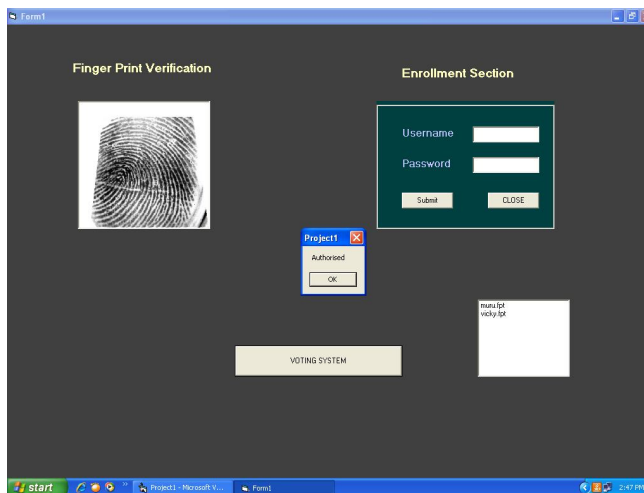 Form1
Finger Print Verification
Enrollment Section
Username
Password
Submit
CLOSE
Project1
Authorised
OK
muru.fpt
vicky.fpt
VOTING SYSTEM
start
Project1 - Microsoft V...
Form1
2:47 PM